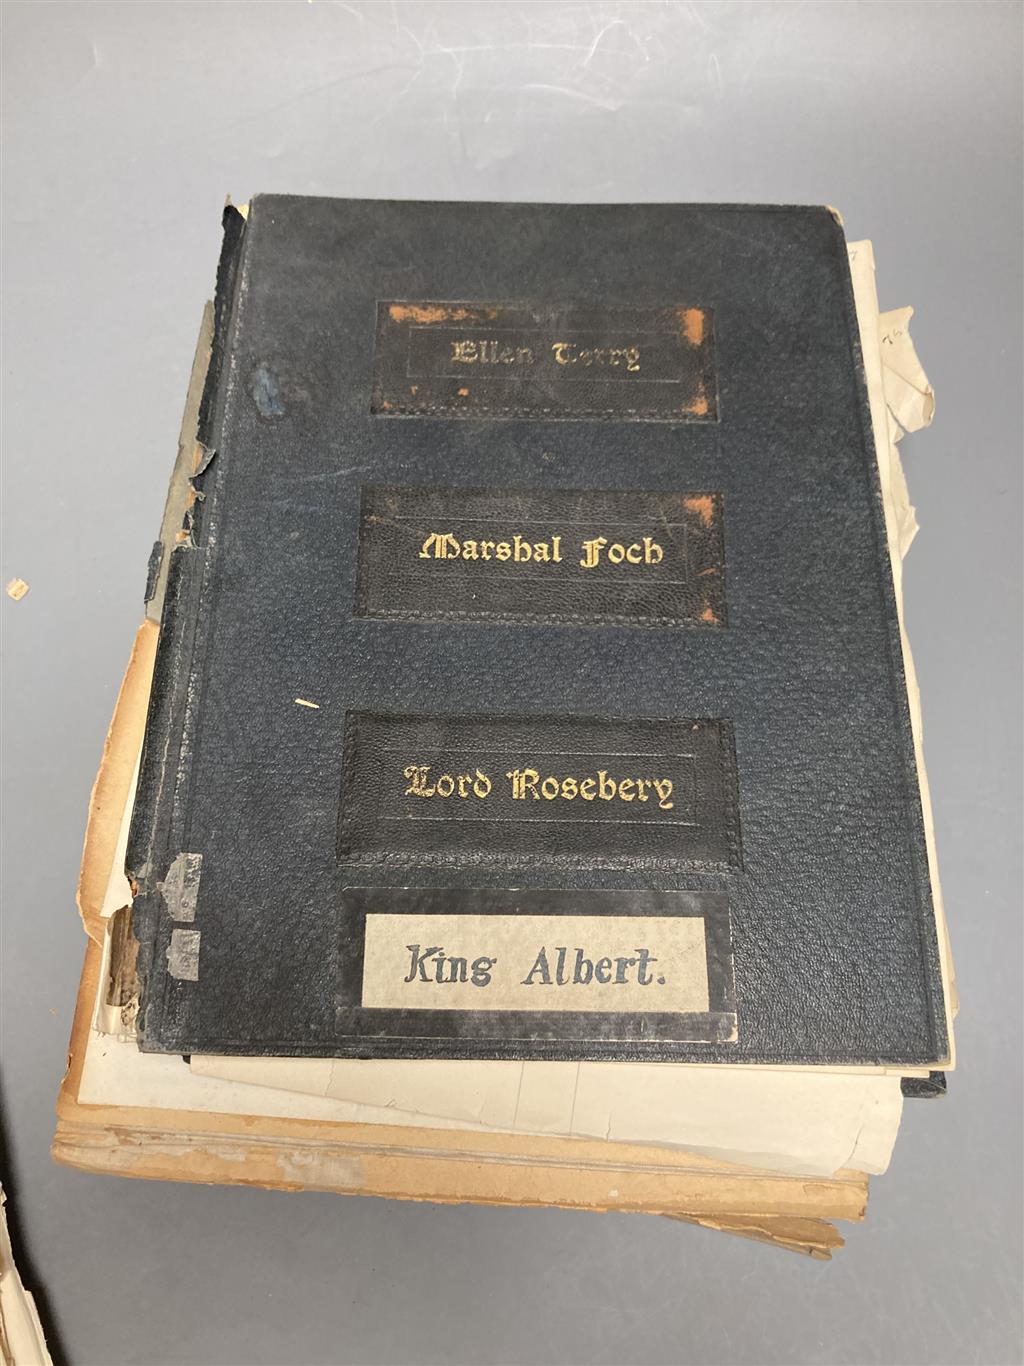 Ellen Terry
Marshal Foch
Lord Rosebery
King Albert.